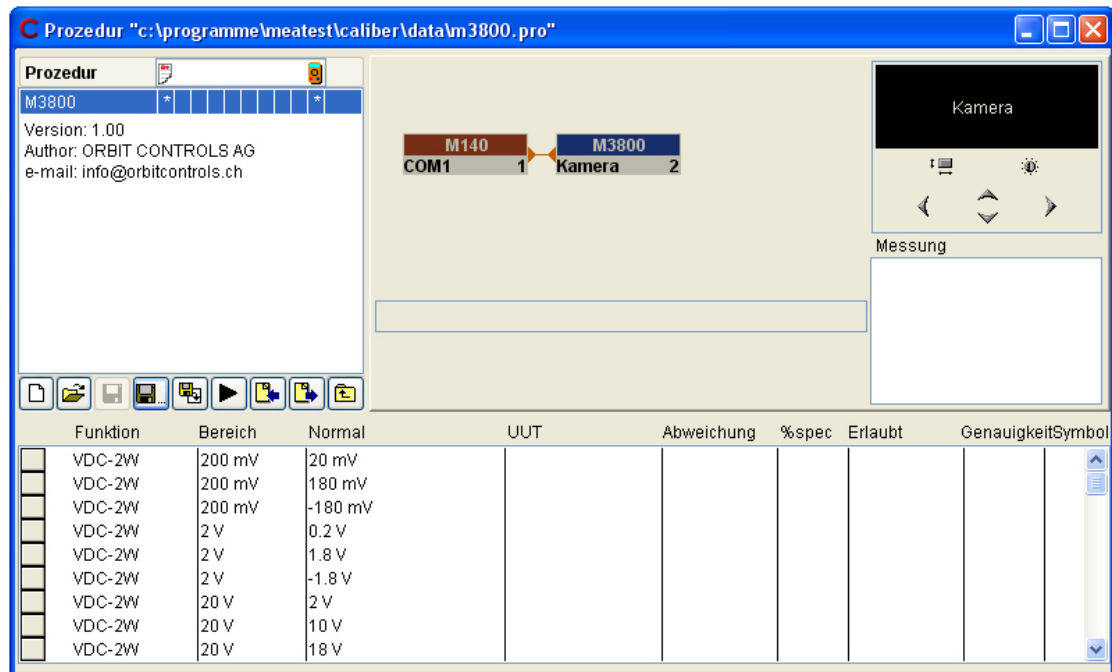 Prozedur "c:\programme\meatest\caliber\data\m3800.pro"
Prozedur
M3800 * *
Version: 1.00
Author: ORBIT CONTROLS AG
e-mail: info@orbitcontrols.ch
M140
COM1 1
M3800
Kamera 2
Kamera
Messung
Funktion Bereich Normal UUT Abweichung %spec Erlaubt Genauigkeit Symbol
VDC-2W 200 mV 20 mV
VDC-2W 200 mV 180 mV
VDC-2W 200 mV -180 mV
VDC-2W 2 V 0.2 V
VDC-2W 2 V 1.8 V
VDC-2W 2 V -1.8 V
VDC-2W 20 V 2 V
VDC-2W 20 V 10 V
VDC-2W 20 V 18 V